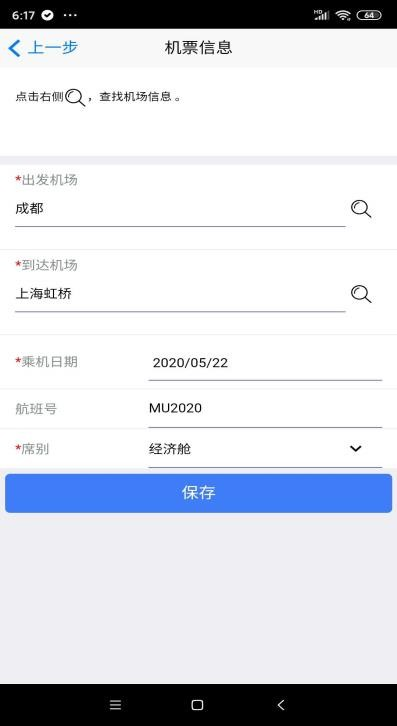 6:17
HD
64
上一步
机票信息
点击右侧，查找机场信息。
*出发机场
成都
*到达机场
上海虹桥
*乘机日期
2020/05/22
航班号
MU2020
*席别
经济舱
保存